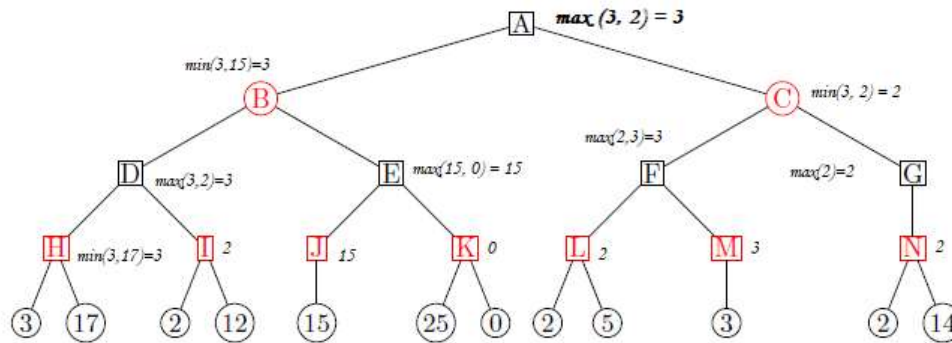 A max (3, 2) = 3
min(3,15)=3
B C min(3, 2) = 2
max(2,3)=3
D max(3,2)=3 E max(15, 0) = 15 F max(2)=2 G
H min(3,17)=3 I 2 J 15 K 0 L 2 M 3 N 2
3 17 2 12 15 25 0 2 5 3 2 14